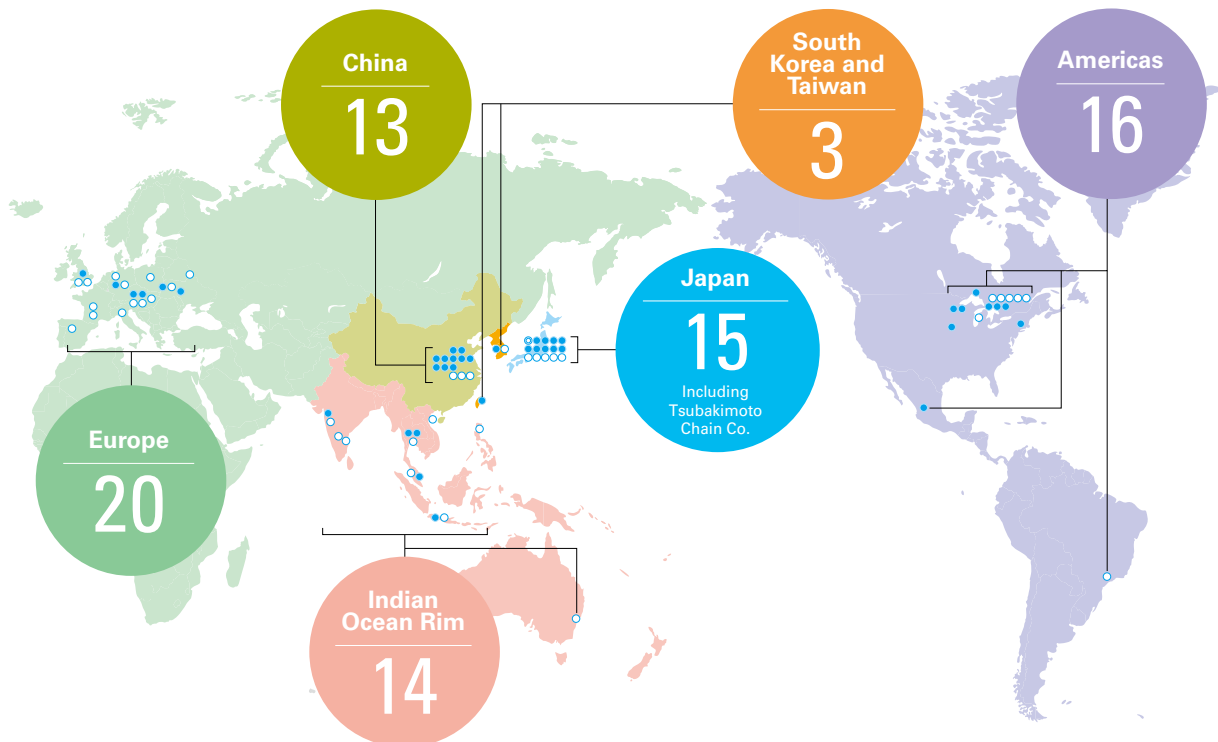 China
13
South
Korea and
Taiwan
3
Americas
16
Japan
15
Including
Tsubakimoto
Chain Co.
Europe
20
Indian
Ocean Rim
14